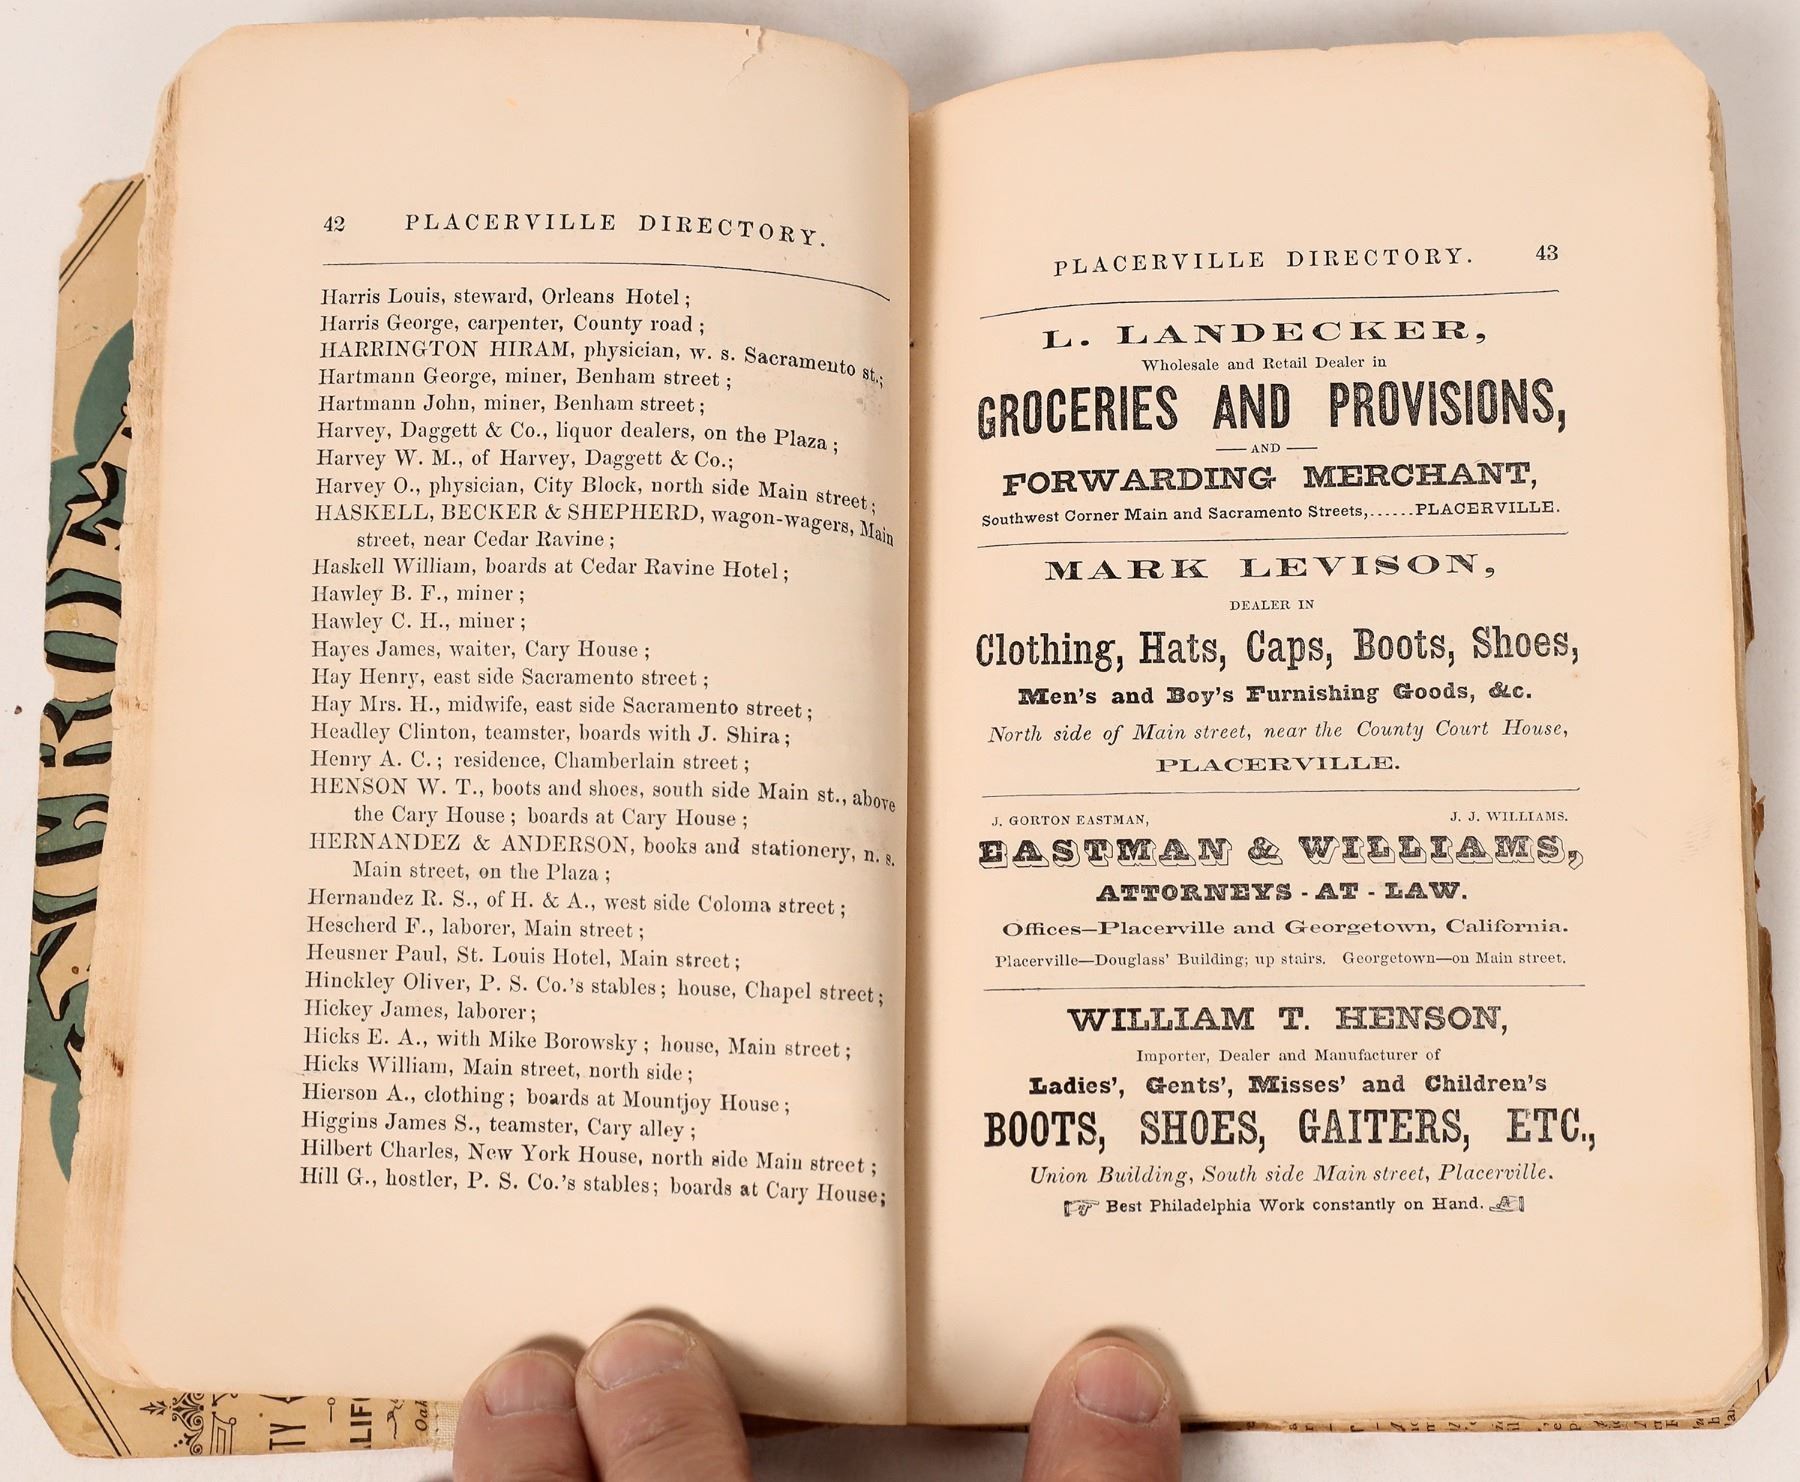 42 PLACERVILLE DIRECTORY.
Harris Louis, steward, Orleans Hotel;
Harris George, carpenter, County road;
HARRINGTON HIRAM, physician, w. s. Sacramento st.;
Hartmann George, miner, Benham street;
Hartmann John, miner, Benham street;
Harvey, Daggett & Co., liquor dealers, on the Plaza;
Harvey W. M., of Harvey, Daggett & Co.;
Harvey O., physician, City Block, north side Main street;
HASKELL, BECKER & SHEPHERD, wagon-wagers, Main
street, near Cedar Ravine;
Haskell William, boards at Cedar Ravine Hotel;
Hawley B. F., miner;
Hawley C. H., miner;
Hayes James, waiter, Cary House;
Hay Henry, east side Sacramento street;
Hay Mrs. H., midwife, east side Sacramento street;
Headley Clinton, teamster, boards with J. Shira;
Henry A. C.; residence, Chamberlain street;
HENSON W. T., boots and shoes, south side Main st., above
the Cary House; boards at Cary House;
HERNANDEZ & ANDERSON, books and stationery, n. s.
Main street, on the Plaza;
Hernandez R. S., of H. & A., west side Coloma street;
Hescherd F., laborer, Main street;
Heusner Paul, St. Louis Hotel, Main street;
Hinckley Oliver, P. S. Co.'s stables; house, Chapel street;
Hickey James, laborer;
Hicks E. A., with Mike Borowsky; house, Main street;
Hicks William, Main street, north side;
Hierson A., clothing; boards at Mountjoy House;
Higgins James S., teamster, Cary alley;
Hilbert Charles, New York House, north side Main street;
Hill G., hostler, P. S. Co.'s stables; boards at Cary House;
PLACERVILLE DIRECTORY. 43
L. LANDECKER,
Wholesale and Retail Dealer in
GROCERIES AND PROVISIONS,
—AND—
FORWARDING MERCHANT,
Southwest Corner Main and Sacramento Streets,......PLACERVILLE.
MARK LEVISON,
DEALER IN
Clothing, Hats, Caps, Boots, Shoes,
Men's and Boy's Furnishing Goods, &c.
North side of Main street, near the County Court House,
PLACERVILLE.
J. GORTON EASTMAN, J. J. WILLIAMS.
EASTMAN & WILLIAMS,
ATTORNEYS-AT-LAW.
Offices—Placerville and Georgetown, California.
Placerville—Douglass' Building; up stairs. Georgetown—on Main street.
WILLIAM T. HENSON,
Importer, Dealer and Manufacturer of
Ladies', Gents', Misses' and Children's
BOOTS, SHOES, GAITERS, ETC.,
Union Building, South side Main street, Placerville.
Best Philadelphia Work constantly on Hand.